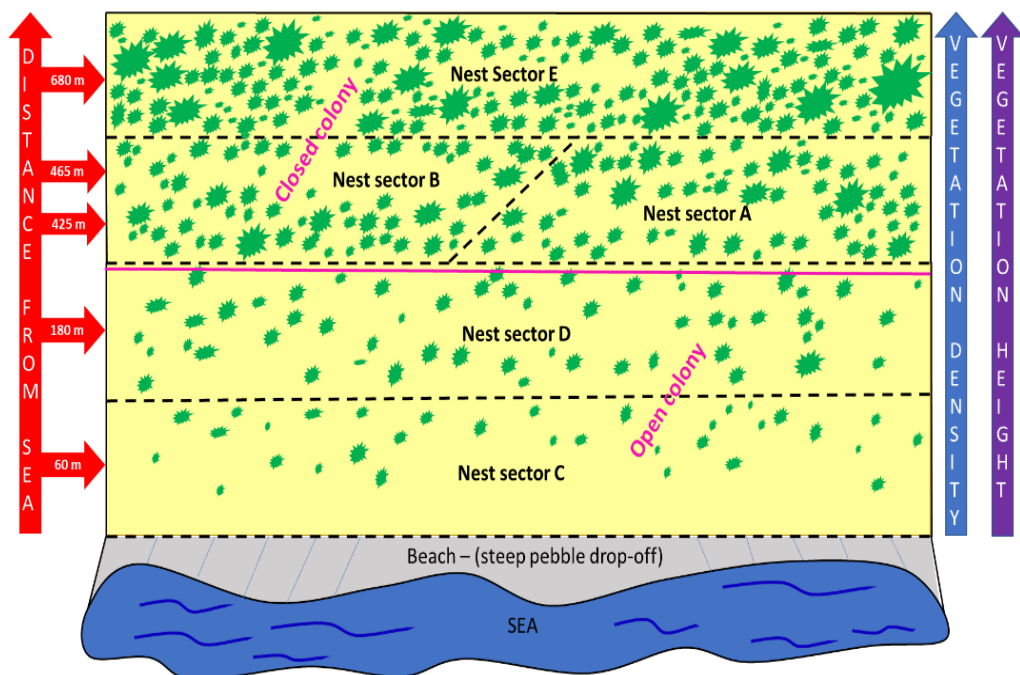 DISTANCE FROM SEA
680 m
465 m
425 m
180 m
60 m
Nest Sector E
Closed colony
Nest sector B
Nest sector A
Nest sector D
Open colony
Nest sector C
Beach – (steep pebble drop-off)
SEA
VEGETATION DENSITY
VEGETATION HEIGHT